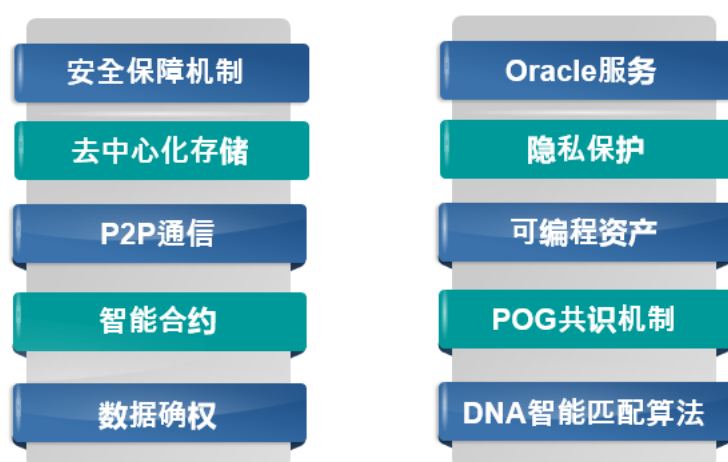 安全保障机制
去中心化存储
P2P通信
智能合约
数据确权
Oracle服务
隐私保护
可编程资产
POG共识机制
DNA智能匹配算法